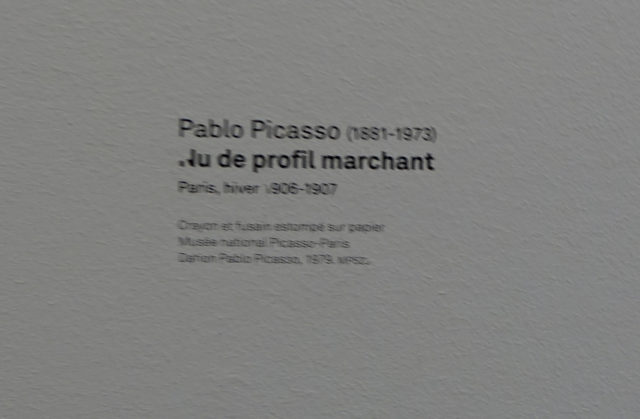 Pablo Picasso (1881-1973)
Nu de profil marchant
Paris, hiver 1906-1907
Crayon et fusain estompé sur papier
Musée national Picasso-Paris
Dation Pablo Picasso, 1979.